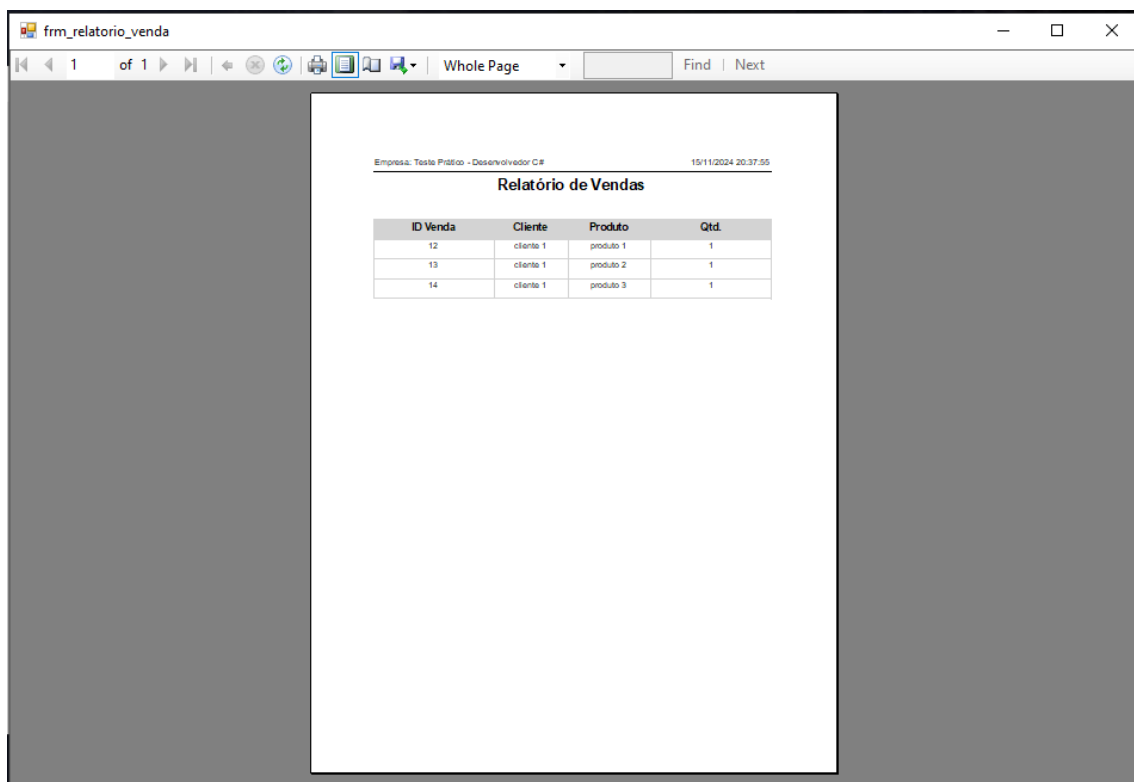 frm_relatorio_venda
1 of 1 Whole Page Find | Next
Empresa: Teste Prático - Desenvolvedor C# 15/11/2024 20:37:55
Relatório de Vendas
ID Venda Cliente Produto Qtd.
12 cliente 1 produto 1 1
13 cliente 1 produto 2 1
14 cliente 1 produto 3 1